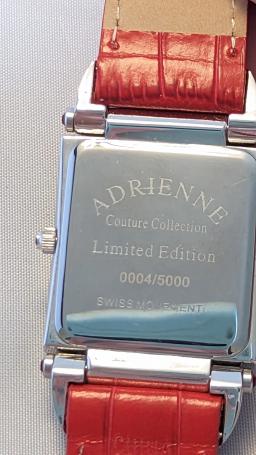 ADRIENNE
Couture Collection
Limited Edition
0004/5000
SWISS MOVEMENT